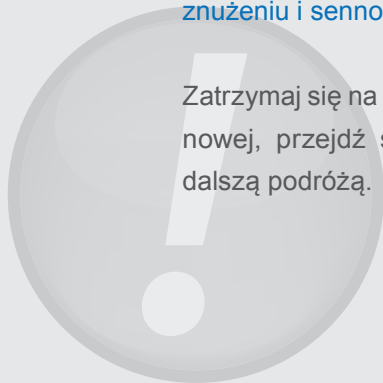 znużeniu i senno
Zatrzymaj się na
nowej, przejdź
dalszą podróżą.